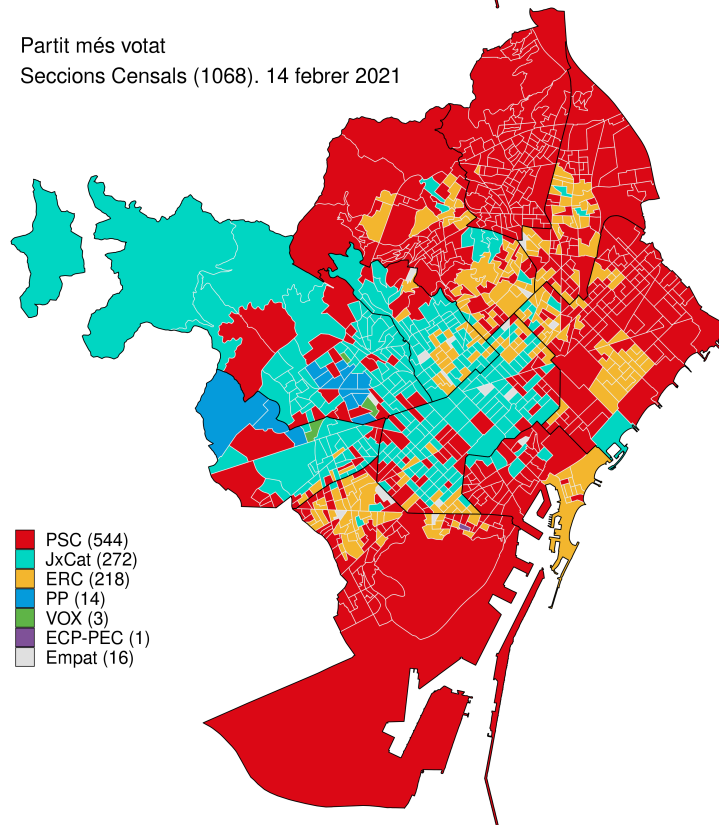 Partit més votat
Seccions Censals (1068). 14 febrer 2021
PSC (544)
JxCat (272)
ERC (218)
PP (14)
VOX (3)
ECP-PEC (1)
Empat (16)